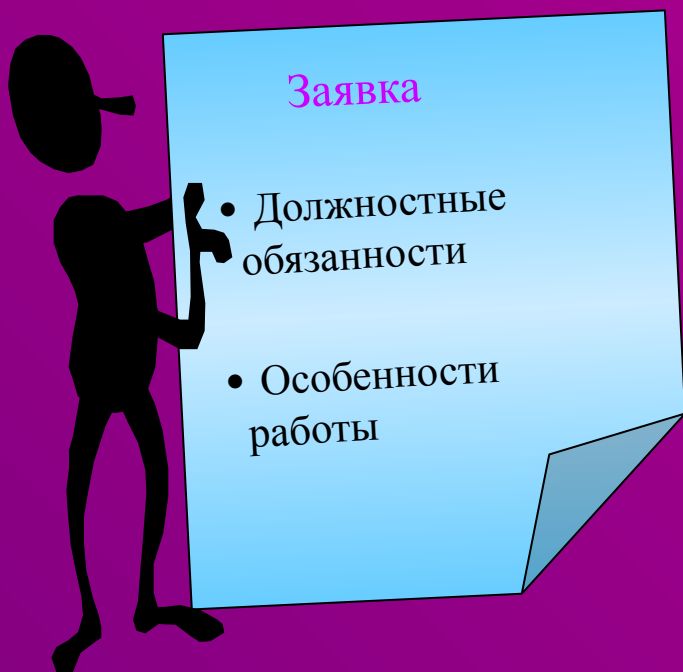 Заявка
• Должностные
обязанности
• Особенности
работы